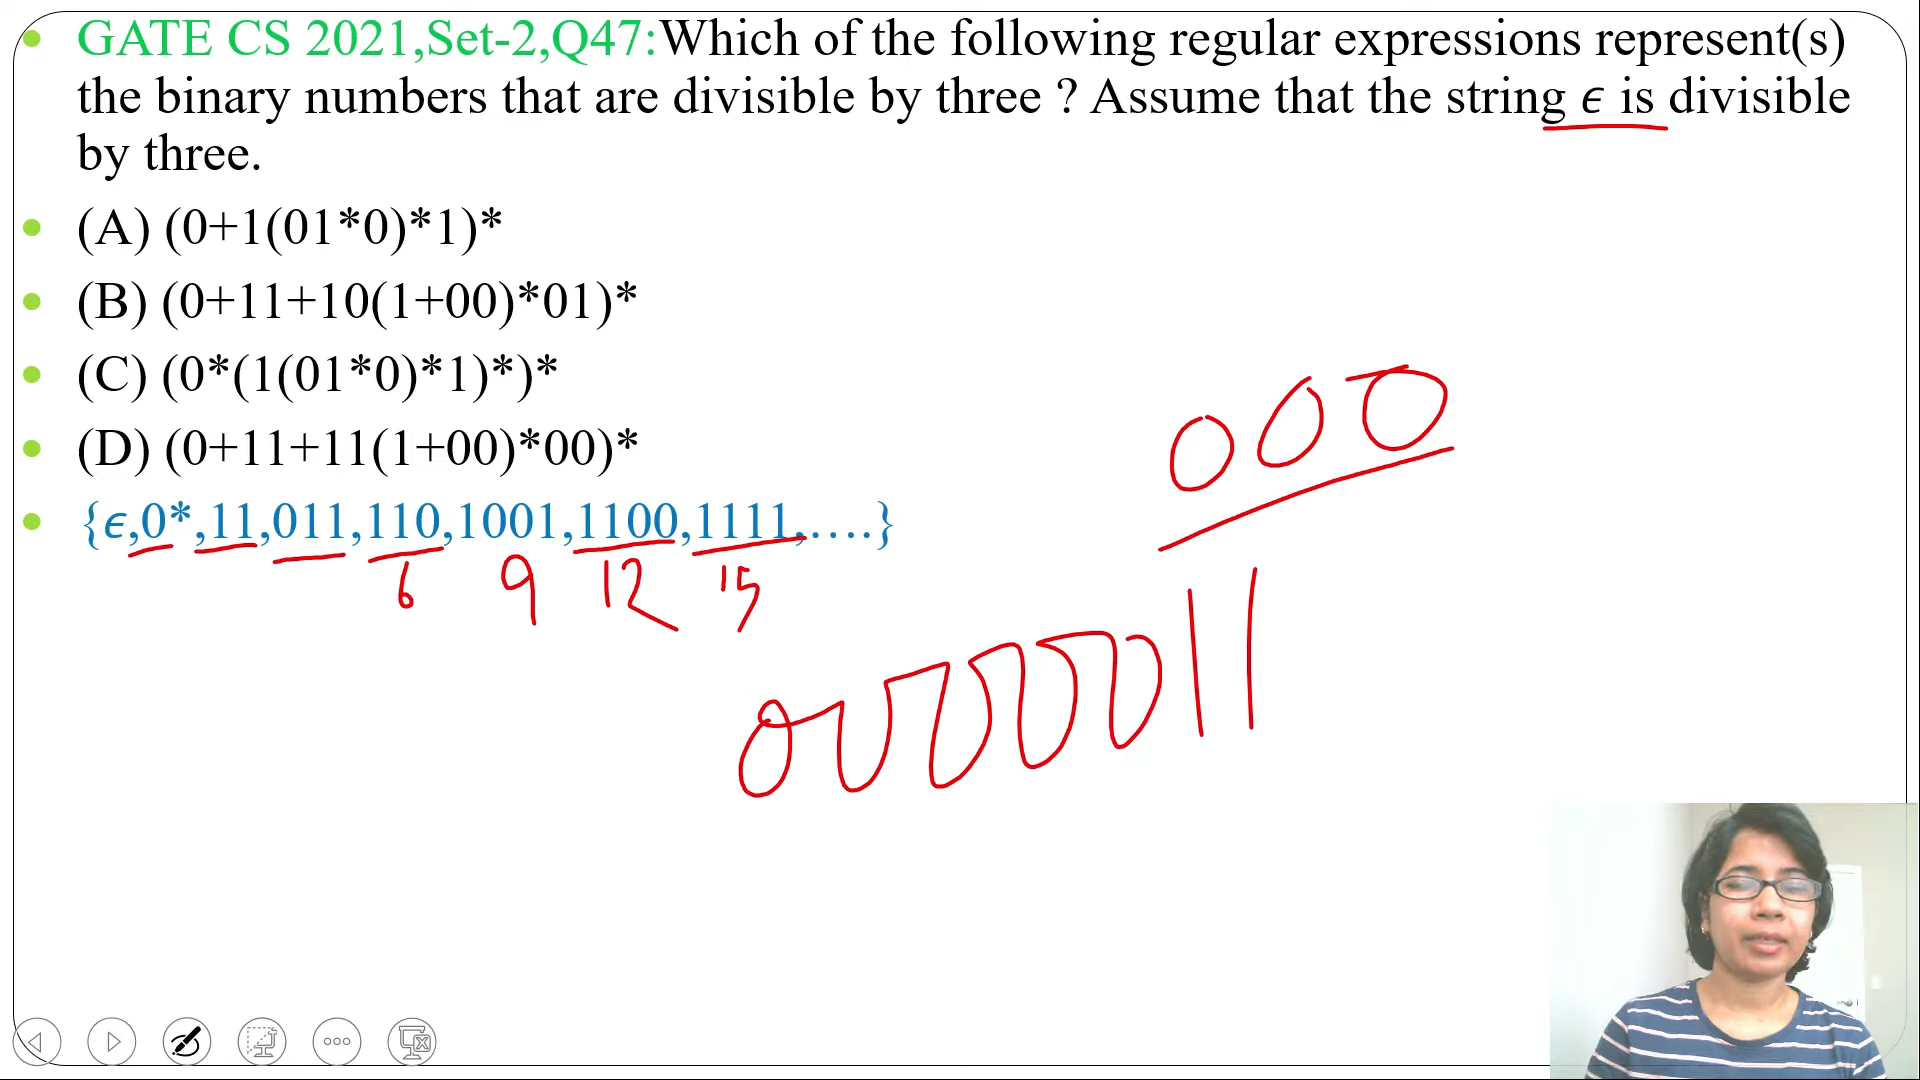 GATE CS 2021,Set-2,Q47:Which of the following regular expressions represent(s)
the binary numbers that are divisible by three ? Assume that the string ϵ is divisible
by three.
(A) (0+1(01*0)*1)*
(B) (0+11+10(1+00)*01)*
(C) (0*(1(01*0)*1)*)*
(D) (0+11+11(1+00)*00)*
{ϵ,0*,11,011,110,1001,1100,1111,….}
6 9 12 15
000
00000011